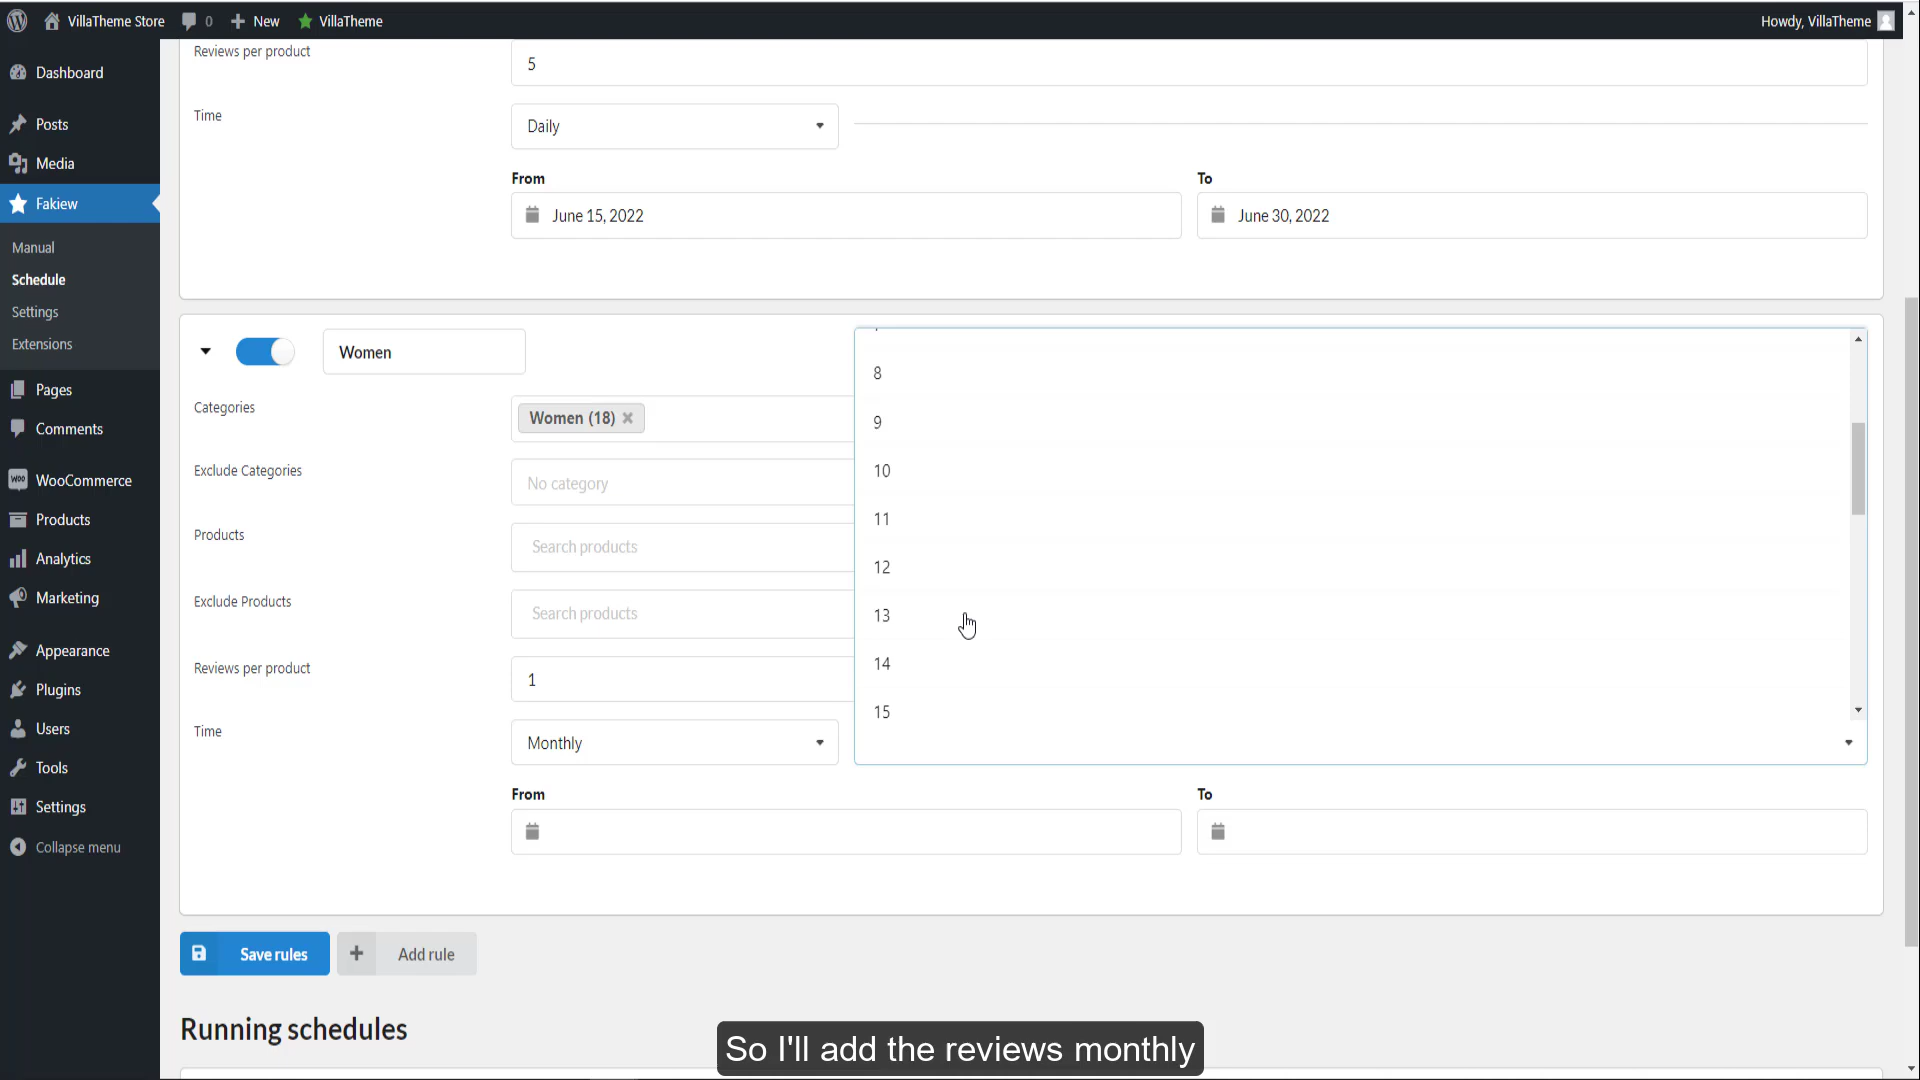 VillaTheme Store 0 New VillaTheme Howdy, VillaTheme
Dashboard
Posts
Media
Fakiew
Manual
Schedule
Settings
Extensions
Pages
Comments
WooCommerce
Products
Analytics
Marketing
Appearance
Plugins
Users
Tools
Settings
Collapse menu
Reviews per product 5
Time Daily
From To
June 15, 2022 June 30, 2022
Women
Categories Women (18)
Exclude Categories No category
Products Search products
Exclude Products Search products
Reviews per product 1
Time Monthly
8
9
10
11
12
13
14
15
From To
Save rules Add rule
Running schedules
So I'll add the reviews monthly